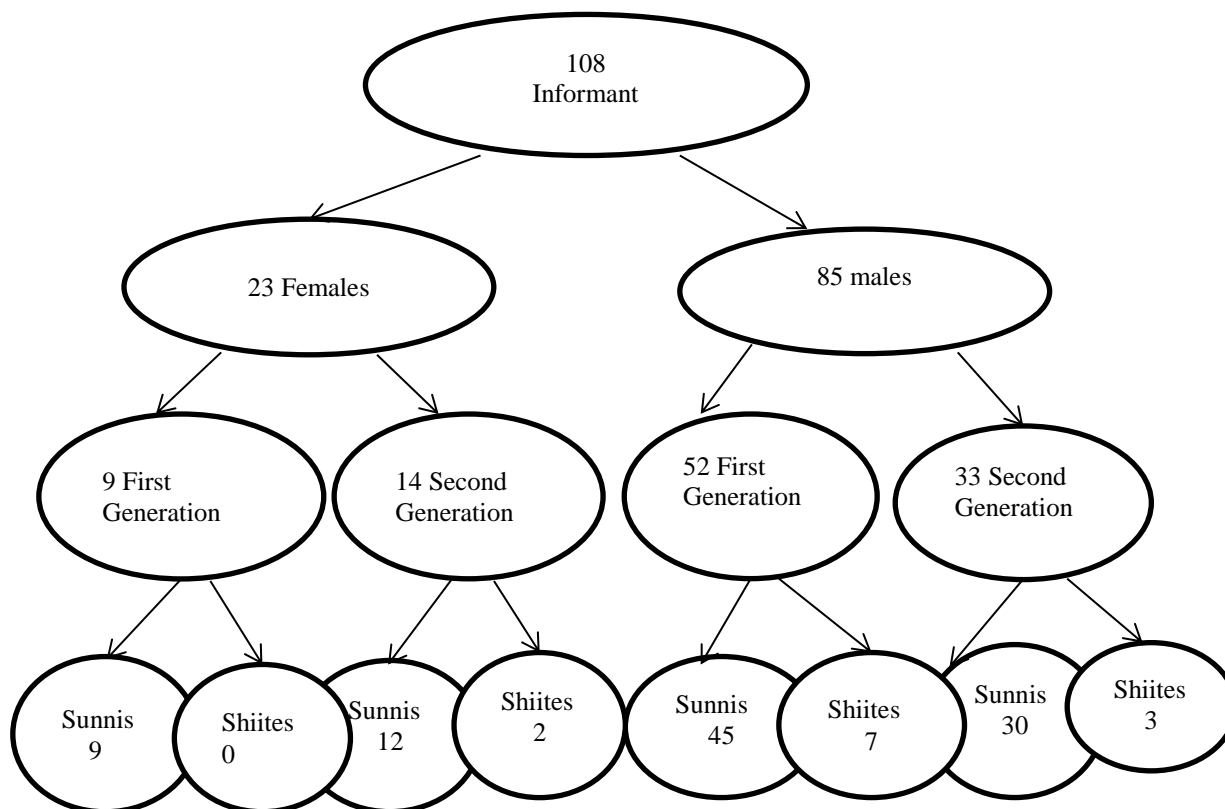 108
Informant
23 Females
85 males
9 First
Generation
14 Second
Generation
52 First
Generation
33 Second
Generation
Sunnis
9
Shiites
0
Sunnis
12
Shiites
2
Sunnis
45
Shiites
7
Sunnis
30
Shiites
3